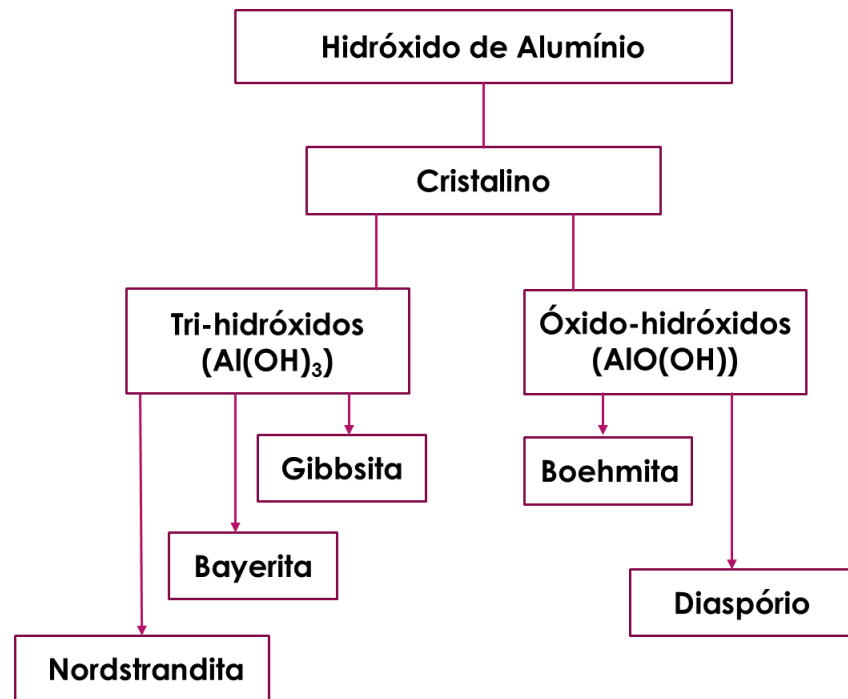 Hidróxido de Alumínio
Cristalino
Tri-hidróxidos
(Al(OH)₃)
Óxido-hidróxidos
(AlO(OH))
Gibbsita
Boehmita
Bayerita
Diaspório
Nordstrandita